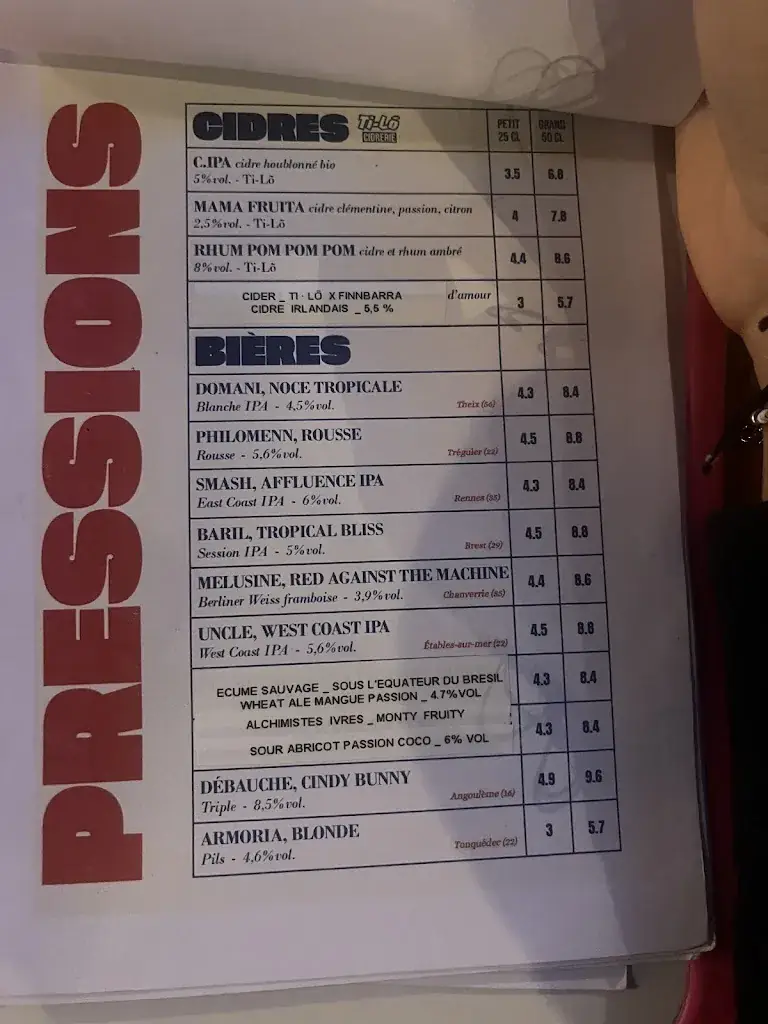 PRESSIONS
CIDRES Ti-Lô CIDRERIE PETIT 25 CL GRAND 50 CL
C.IPA cidre houblonné bio
5%vol. - Ti-Lô 3.5 6.8
MAMA FRUITA cidre clémentine, passion, citron
2,5%vol. - Ti-Lô 4 7.8
RHUM POM POM POM cidre et rhum ambré
8%vol. - Ti-Lô 4.4 8.6
CIDER _ TI - LÔ X FINNBARRA d'amour
CIDRE IRLANDAIS _ 5,5 % 3 5.7
BIÈRES
DOMANI, NOCE TROPICALE
Blanche IPA - 4,5%vol. Theix (56) 4.3 8.4
PHILOMENN, ROUSSE
Rousse - 5,6%vol. Tréguier (22) 4.5 8.8
SMASH, AFFLUENCE IPA
East Coast IPA - 6%vol. Rennes (35) 4.3 8.4
BARIL, TROPICAL BLISS
Session IPA - 5%vol. Brest (29) 4.5 8.8
MELUSINE, RED AGAINST THE MACHINE
Berliner Weiss framboise - 3,9%vol. Chanverrie (85) 4.4 8.6
UNCLE, WEST COAST IPA
West Coast IPA - 5,6%vol. Étables-sur-mer (22) 4.5 8.8
ECUME SAUVAGE _ SOUS L'EQUATEUR DU BRESIL
WHEAT ALE MANGUE PASSION _ 4.7%VOL 4.3 8.4
ALCHIMISTES IVRES _ MONTY FRUITY
SOUR ABRICOT PASSION COCO _ 6% VOL 4.3 8.4
DÉBAUCHE, CINDY BUNNY
Triple - 8,5%vol. Angoulème (16) 4.9 9.6
ARMORIA, BLONDE
Pils - 4,6%vol. Tonquédec (22) 3 5.7